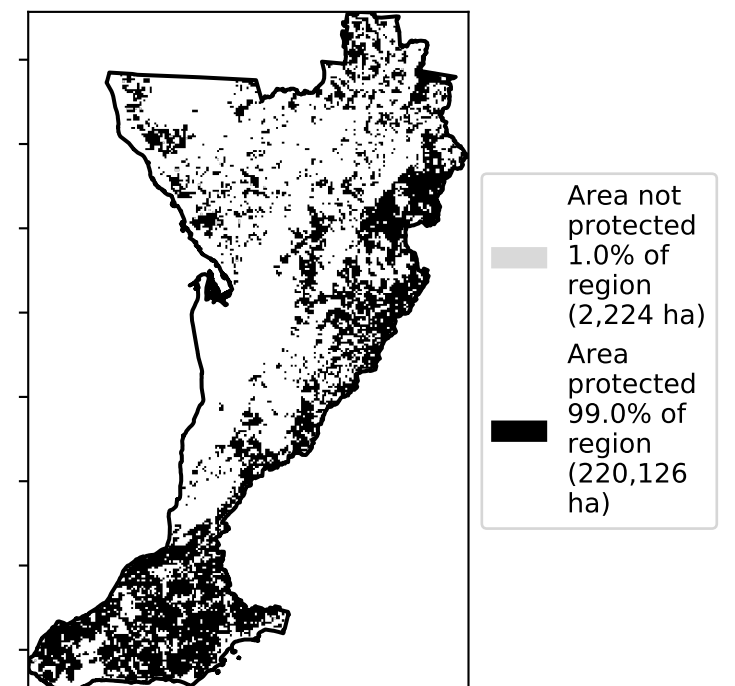 Area not
protected
1.0% of
region
(2,224 ha)
Area
protected
99.0% of
region
(220,126
ha)